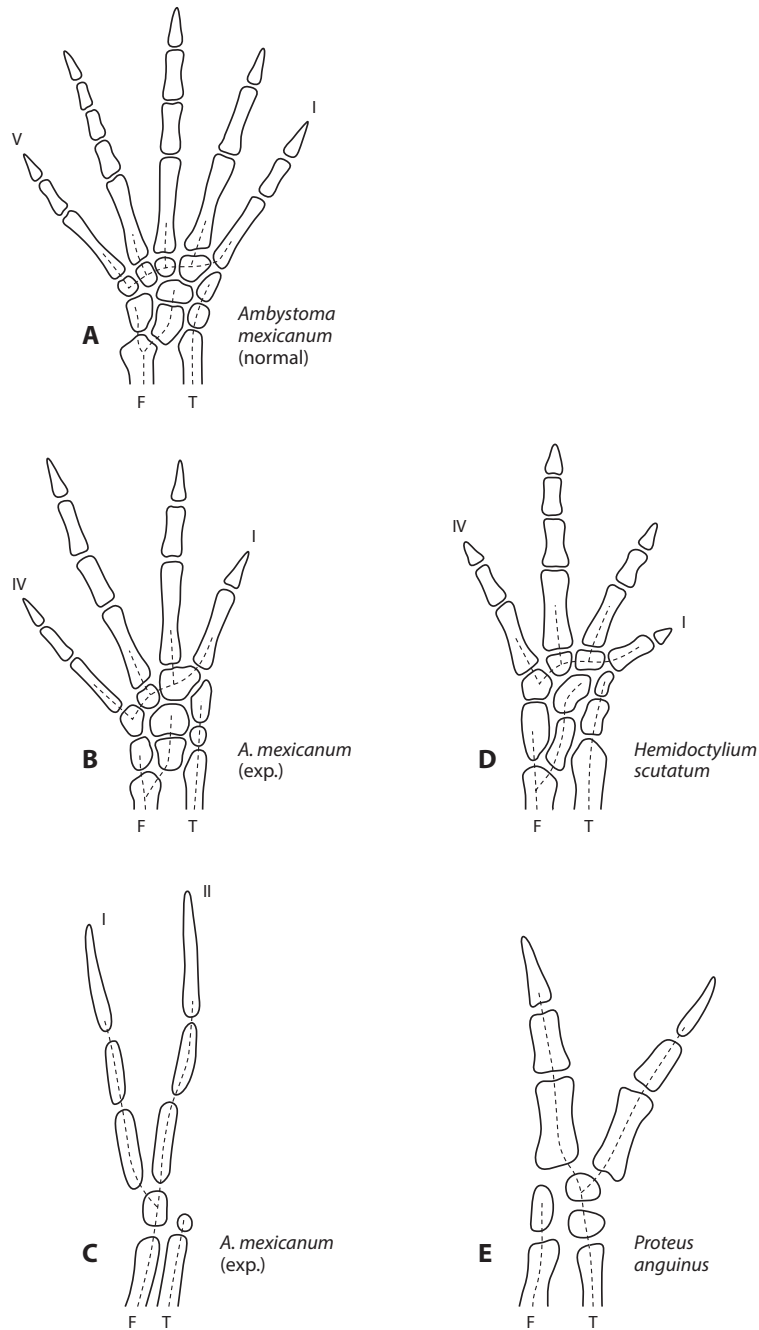 V
I
A
Ambystoma
mexicanum
(normal)
F
T
IV
I
B
A. mexicanum
(exp.)
F
T
IV
I
D
Hemidoctylium
scutatum
F
T
I
II
C
A. mexicanum
(exp.)
F
T
E
Proteus
anguinus
F
T